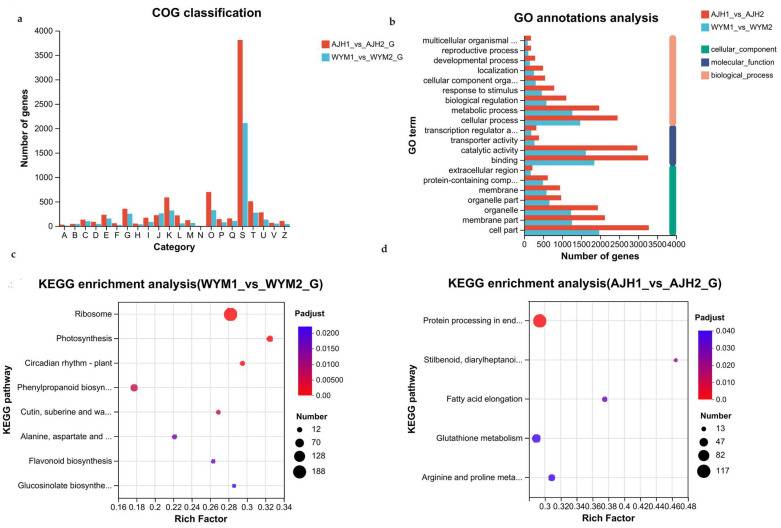 a
COG classification
AJH1_vs_AJH2_G
WYM1_vs_WYM2_G
Number of genes
4000
3500
3000
2500
2000
1500
1000
500
0
A B C D E F G H I J K L M N O P Q S T U V Z
Category
b
GO annotations analysis
AJH1_vs_AJH2
WYM1_vs_WYM2
cellular_component
molecular_function
biological_process
GO term
multicellular organismal ...
reproductive process
developmental process
localization
cellular component orga...
response to stimulus
biological regulation
metabolic process
cellular process
transcription regulator a...
transporter activity
catalytic activity
binding
extracellular region
protein-containing comp...
membrane
organelle part
organelle
membrane part
cell part
0 500 1000 1500 2000 2500 3000 3500 4000
Number of genes
c
KEGG enrichment analysis(WYM1_vs_WYM2_G)
KEGG pathway
Ribosome
Photosynthesis
Circadian rhythm - plant
Phenylpropanoid biosyn...
Cutin, suberine and wa...
Alanine, aspartate and ...
Flavonoid biosynthesis
Glucosinolate biosynthe...
0.16 0.18 0.2 0.22 0.24 0.26 0.28 0.3 0.32 0.34
Rich Factor
Padjust
0.0200
0.0150
0.0100
0.00500
0.00000
Number
12
70
128
188
d
KEGG enrichment analysis(AJH1_vs_AJH2_G)
KEGG pathway
Protein processing in end...
Stilbenoid, diarylheptanoi...
Fatty acid elongation
Glutathione metabolism
Arginine and proline meta...
0.3 0.32 0.34 0.36 0.38 0.4 0.42 0.44 0.46 0.48
Rich Factor
Padjust
0.040
0.030
0.020
0.010
0.000
Number
13
47
82
117